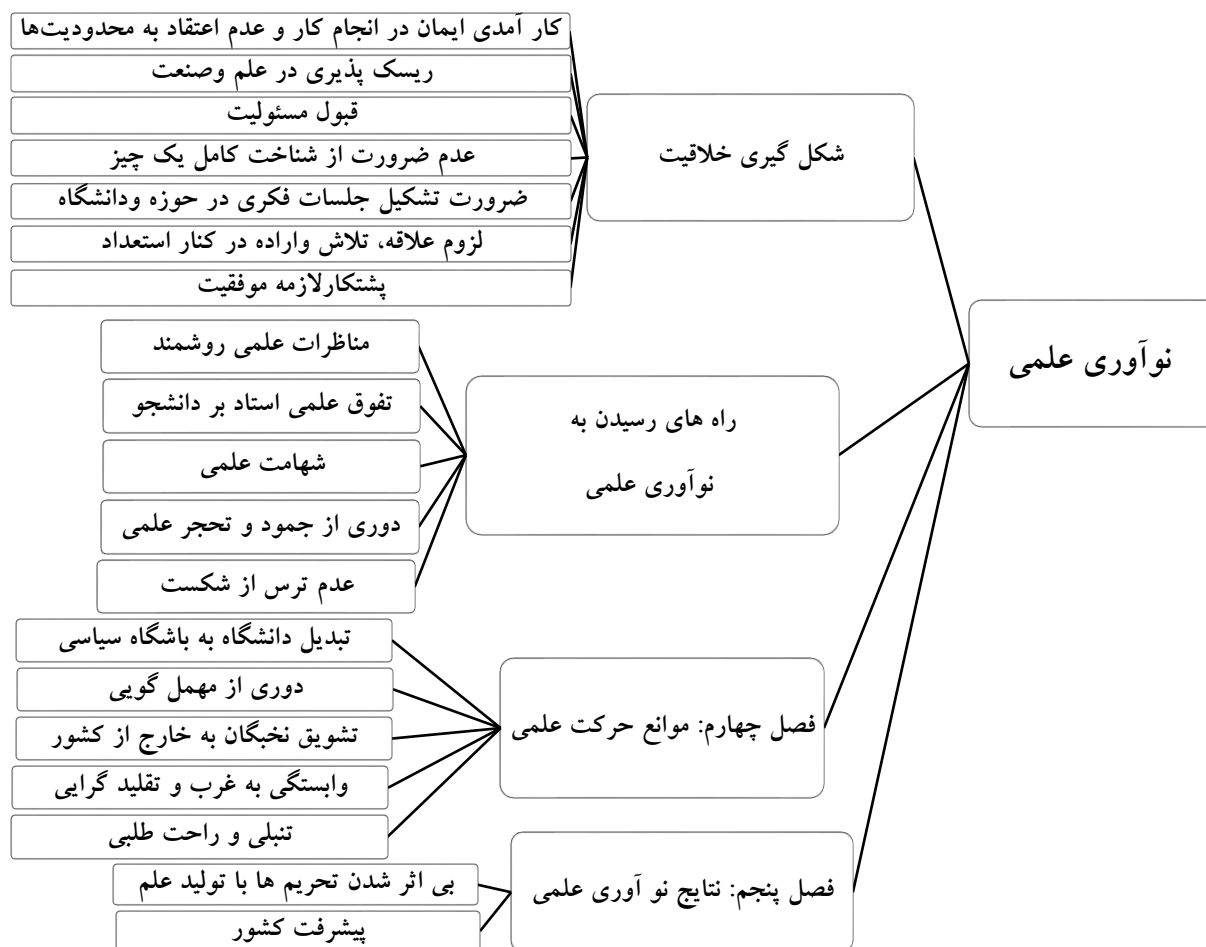 نوآوری علمی
شکل گیری خلاقیت
کار آمدی ایمان در انجام کار و عدم اعتقاد به محدودیت‌ها
ریسک پذیری در علم وصنعت
قبول مسئولیت
عدم ضرورت از شناخت کامل یک چیز
ضرورت تشکیل جلسات فکری در حوزه ودانشگاه
لزوم علاقه، تلاش واراده در کنار استعداد
پشتکارلازمه موفقیت
راه های رسیدن به
نوآوری علمی
مناظرات علمی روشمند
تفوق علمی استاد بر دانشجو
شهامت علمی
دوری از جمود و تحجر علمی
عدم ترس از شکست
فصل چهارم: موانع حرکت علمی
تبدیل دانشگاه به باشگاه سیاسی
دوری از مهمل گویی
تشویق نخبگان به خارج از کشور
وابستگی به غرب و تقلید گرایی
تنبلی و راحت طلبی
فصل پنجم: نتایج نو آوری علمی
بی اثر شدن تحریم ها با تولید علم
پیشرفت کشور